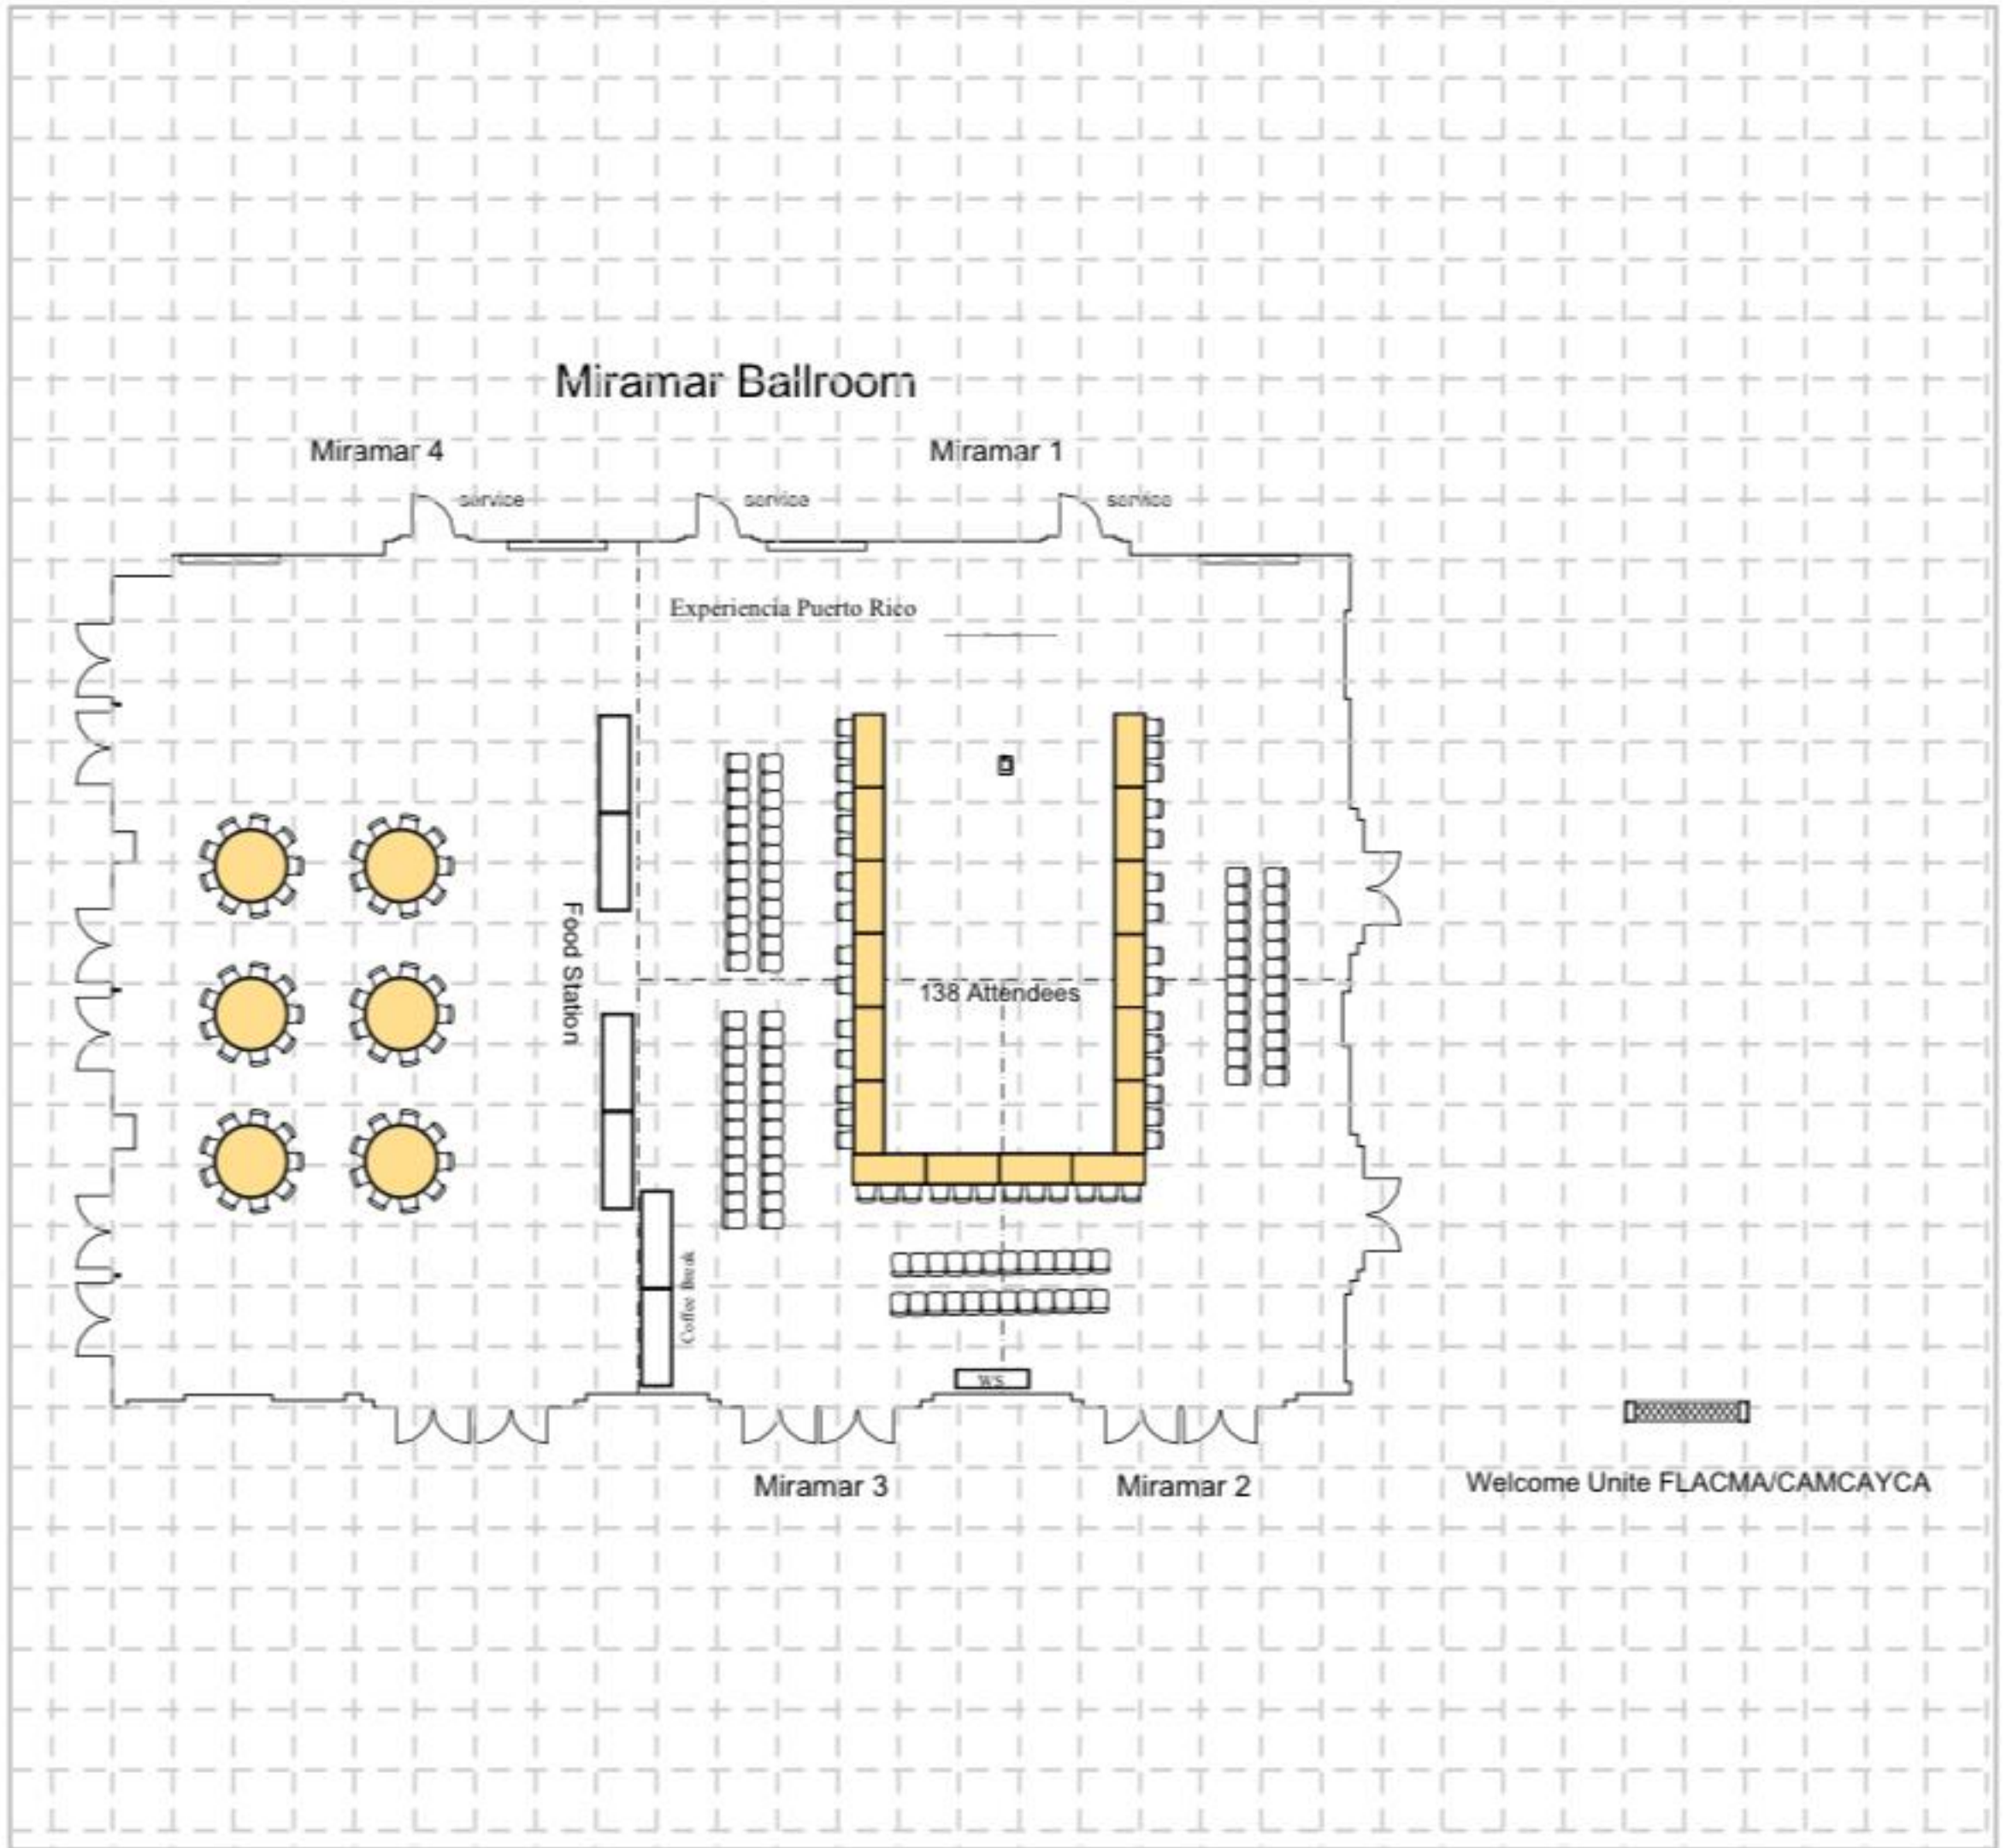 Miramar Ballroom
Miramar 4
Miramar 1
service
service
service
Experiencia Puerto Rico
Food Station
138 Attendees
Coffee Break
WS
Miramar 3
Miramar 2
Welcome Unite FLACMA/CAMCAYCA